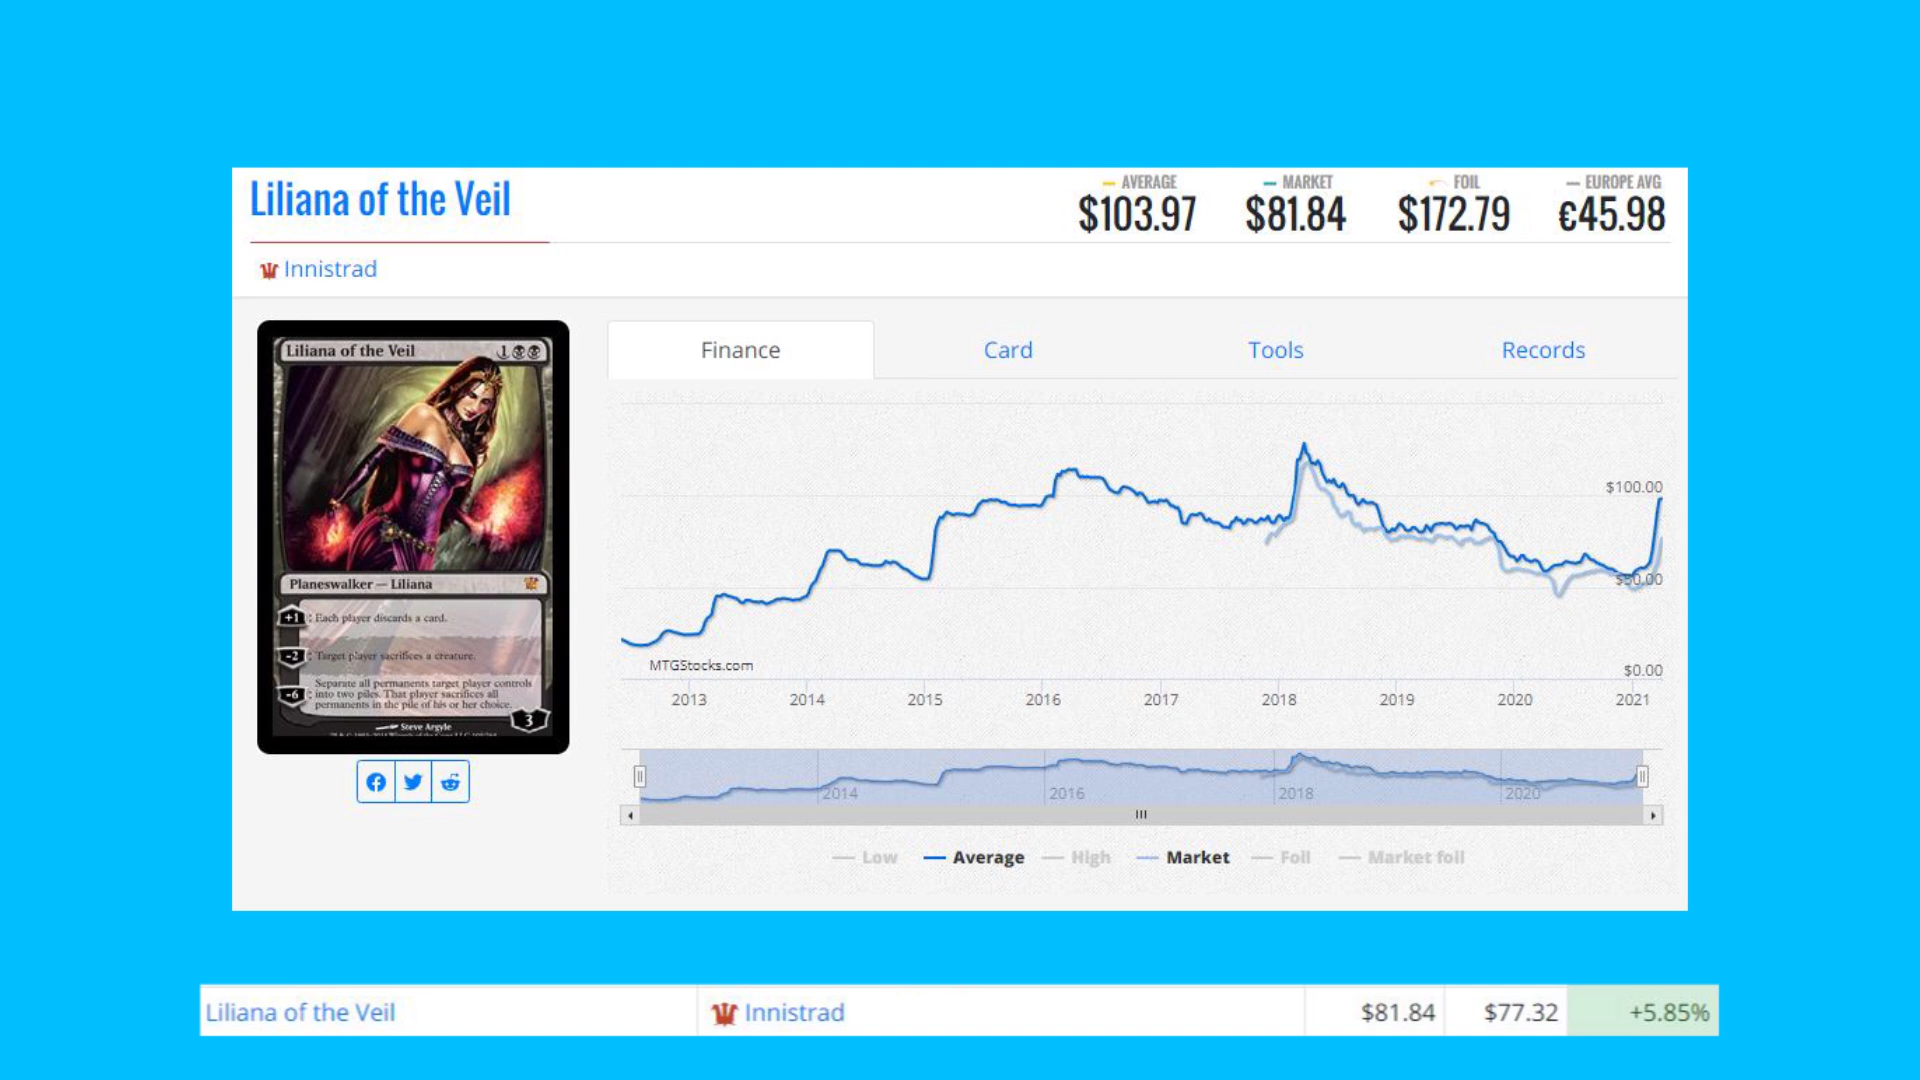 Liliana of the Veil
AVERAGE MARKET FOIL EUROPE AVG
$103.97 $81.84 $172.79 €45.98
Innistrad
Finance Card Tools Records
Liliana of the Veil 1
Planeswalker — Liliana
+1 : Each player discards a card.
-2 : Target player sacrifices a creature.
-6 : Separate all permanents target player controls
into two piles. That player sacrifices all
permanents in the pile of his or her choice.
3
Steve Argyle
$100.00
$50.00
$0.00
MTGStocks.com
2013 2014 2015 2016 2017 2018 2019 2020 2021
2014 2016 2018 2020
Low Average High Market Foil Market foil
Liliana of the Veil Innistrad $81.84 $77.32 +5.85%